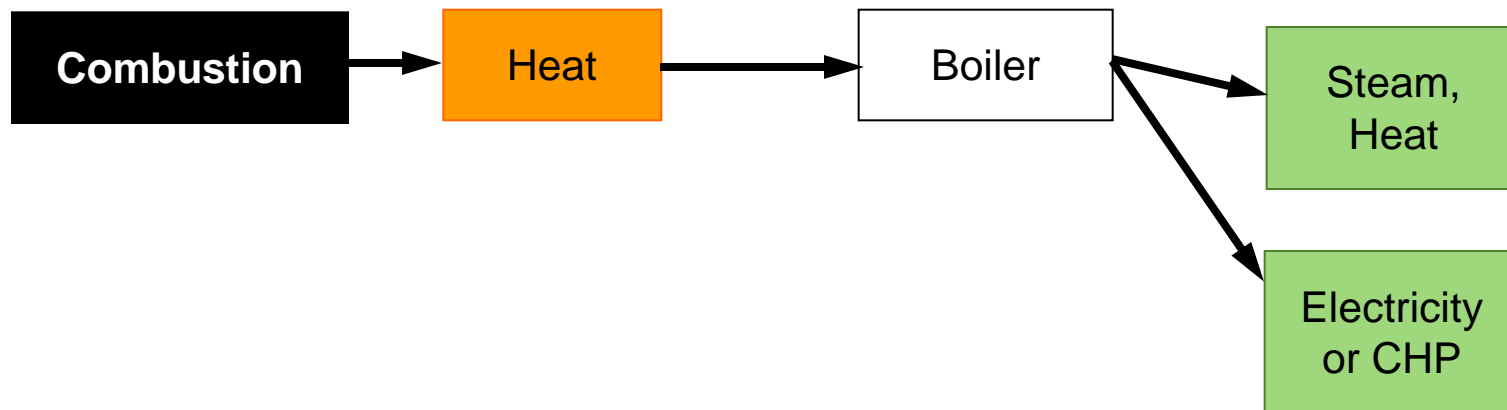 Combustion
Heat
Boiler
Steam,
Heat
Electricity
or CHP